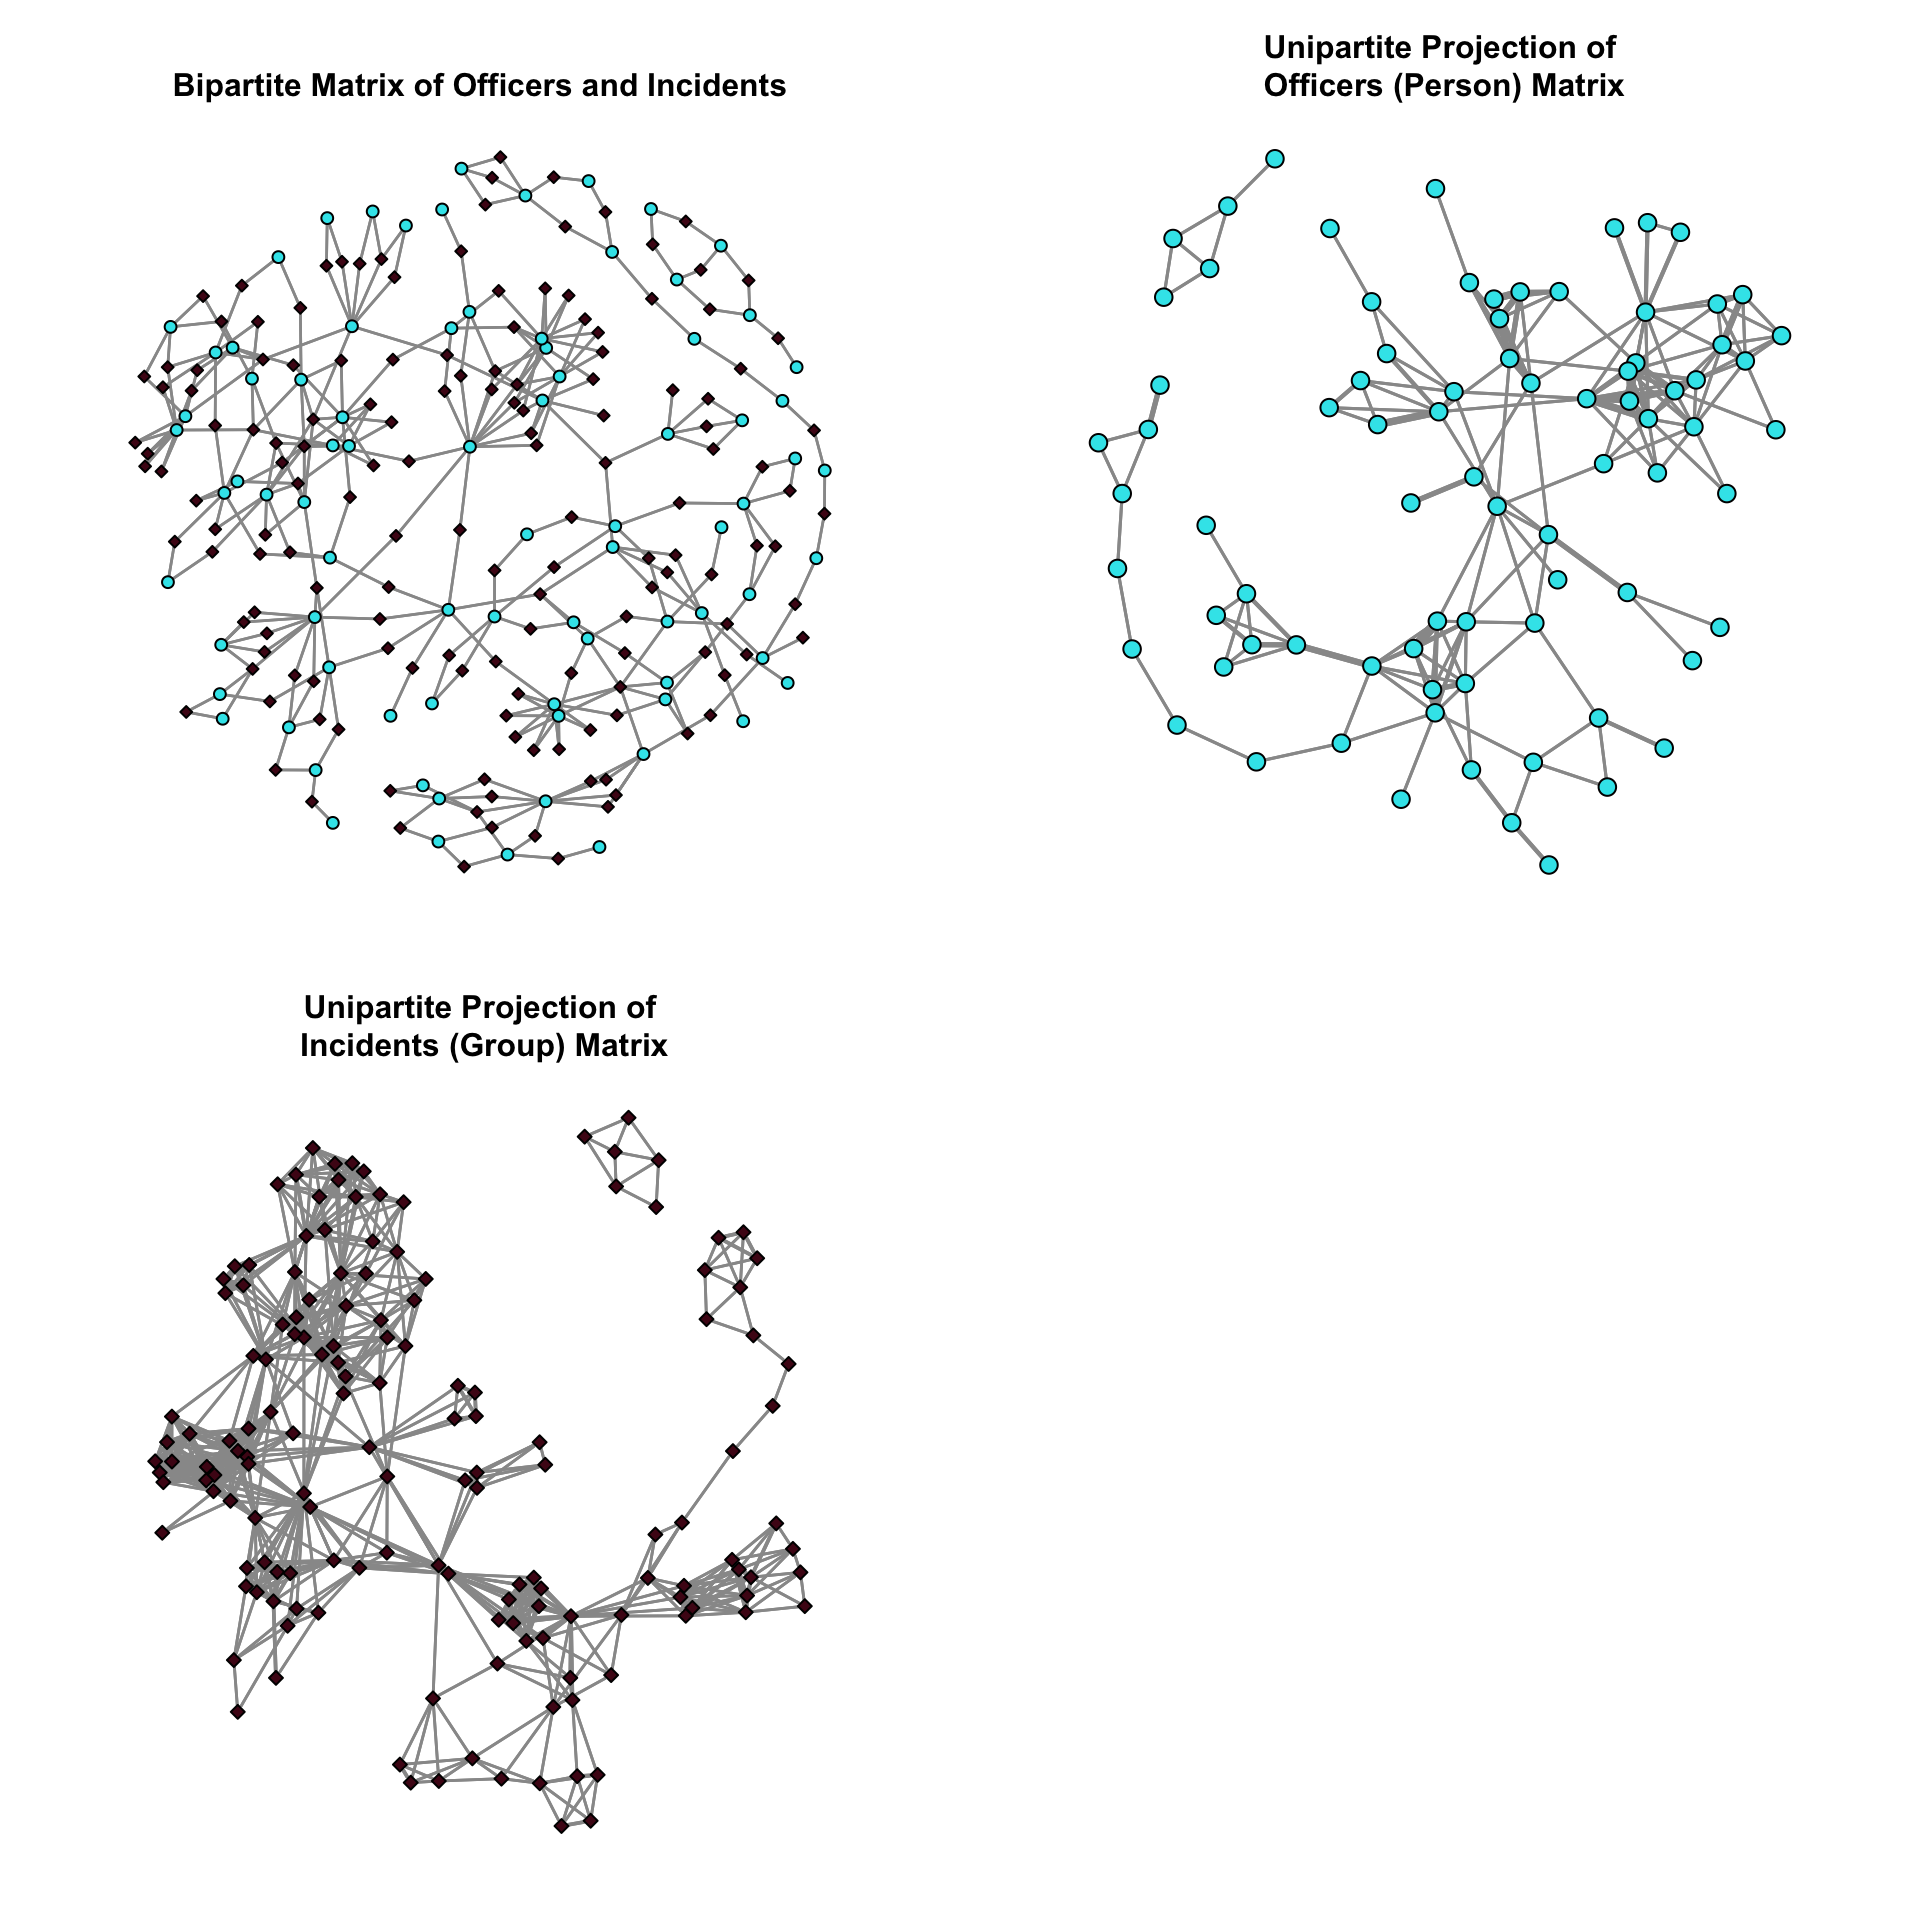 Bipartite Matrix of Officers and Incidents
Unipartite Projection of
Officers (Person) Matrix
Unipartite Projection of
Incidents (Group) Matrix